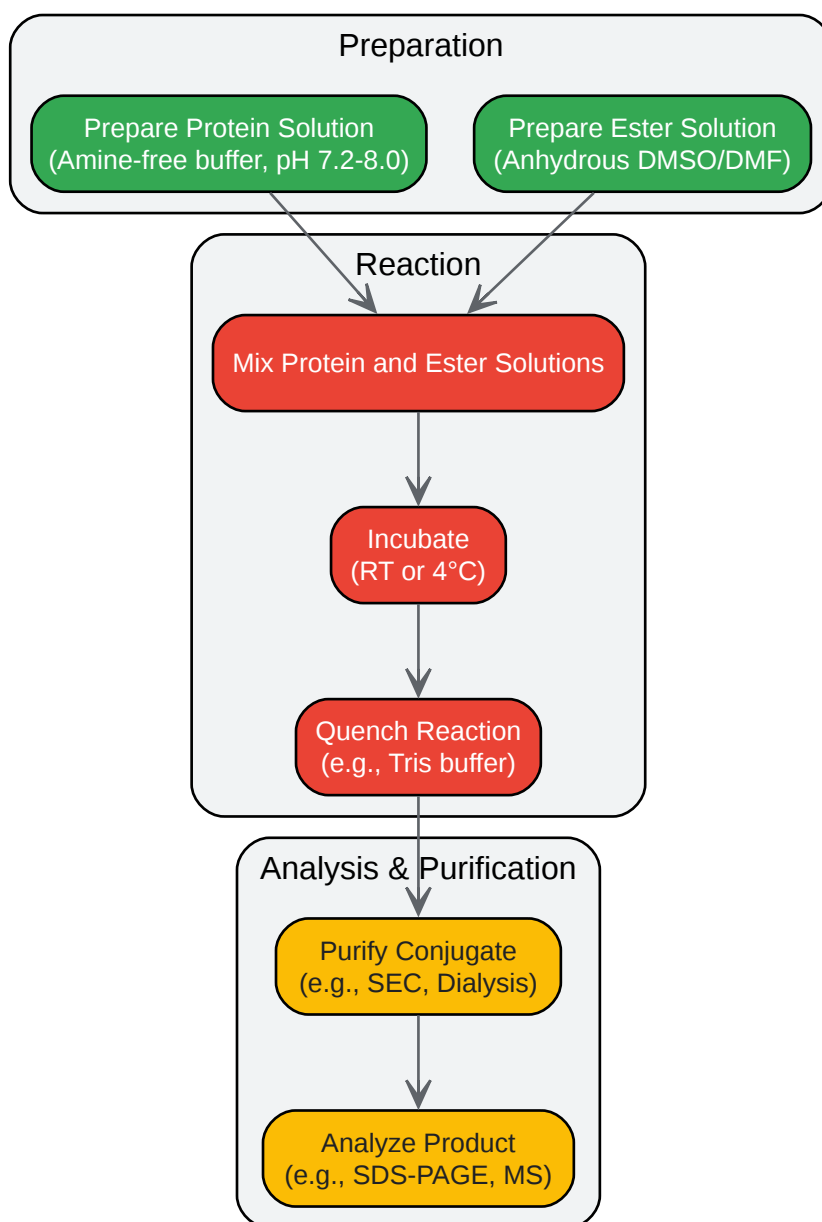 Preparation
Prepare Protein Solution
(Amine-free buffer, pH 7.2-8.0)
Prepare Ester Solution
(Anhydrous DMSO/DMF)
Reaction
Mix Protein and Ester Solutions
Incubate
(RT or 4°C)
Quench Reaction
(e.g., Tris buffer)
Analysis & Purification
Purify Conjugate
(e.g., SEC, Dialysis)
Analyze Product
(e.g., SDS-PAGE, MS)